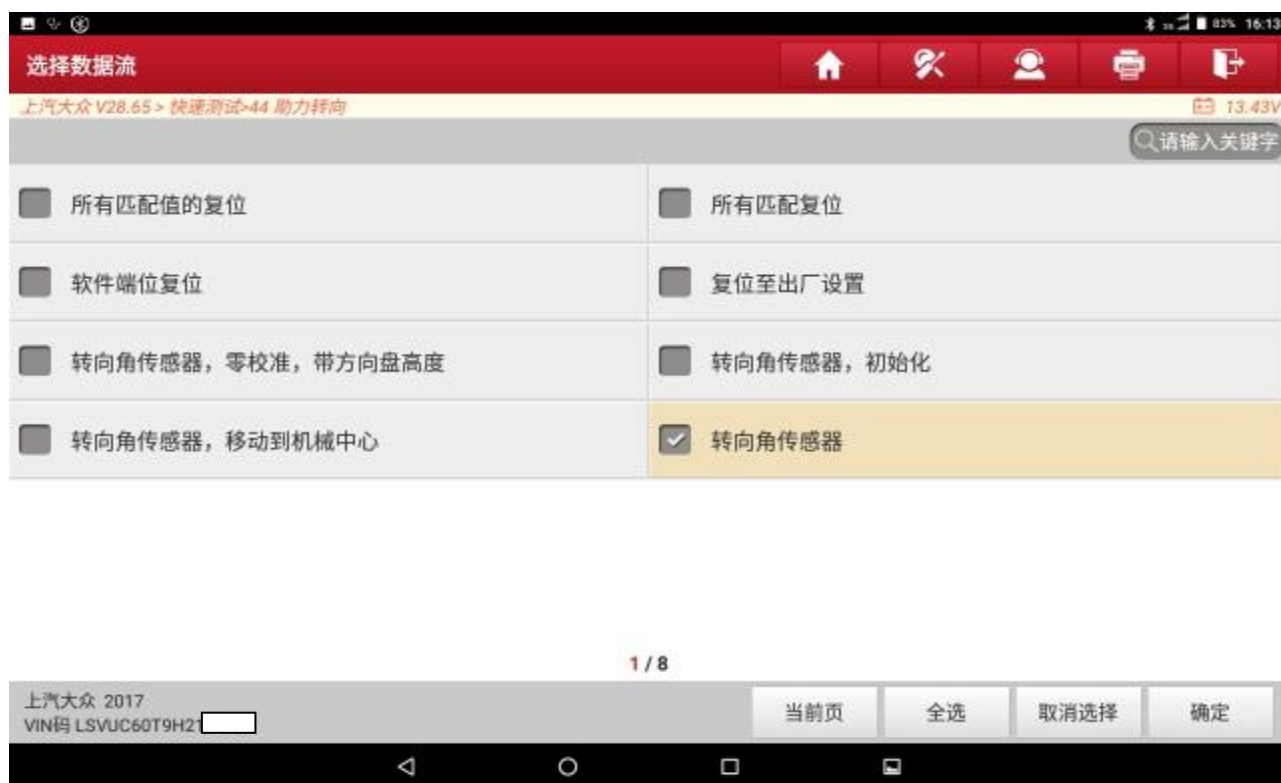 83% 16:13
选择数据流
上汽大众 V28.65 > 快速测试>44 助力转向
13.43V
请输入关键字
所有匹配值的复位
所有匹配复位
软件端位复位
复位至出厂设置
转向角传感器，零校准，带方向盘高度
转向角传感器，初始化
转向角传感器，移动到机械中心
转向角传感器
1 / 8
上汽大众 2017
VIN码 LSVUC60T9H21
当前页
全选
取消选择
确定